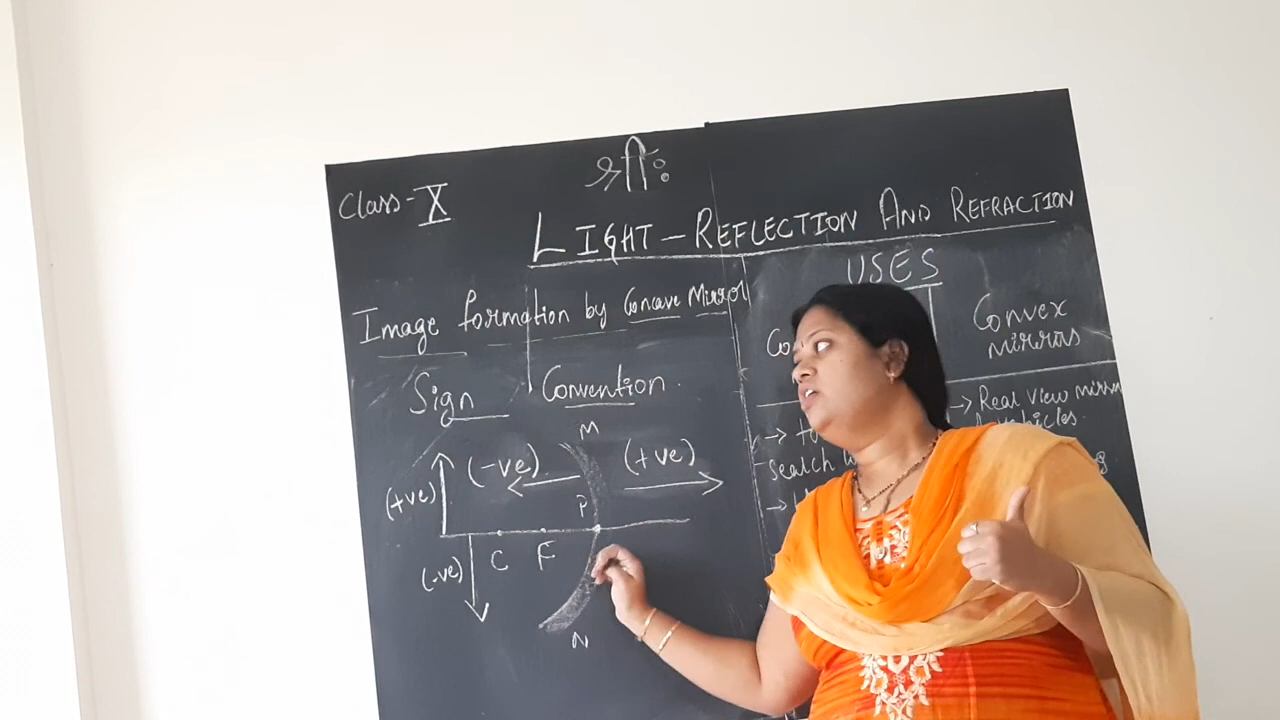 श्री:
Class - X
LIGHT - REFLECTION AND REFRACTION
Image formation by Concave Mirror
Sign Convention.
M
(-ve)
(+ve)
(+ve)
P
C
F
(-ve)
N
USES
Convex
mirrors
→ Real view
vehicles.
→
search
→